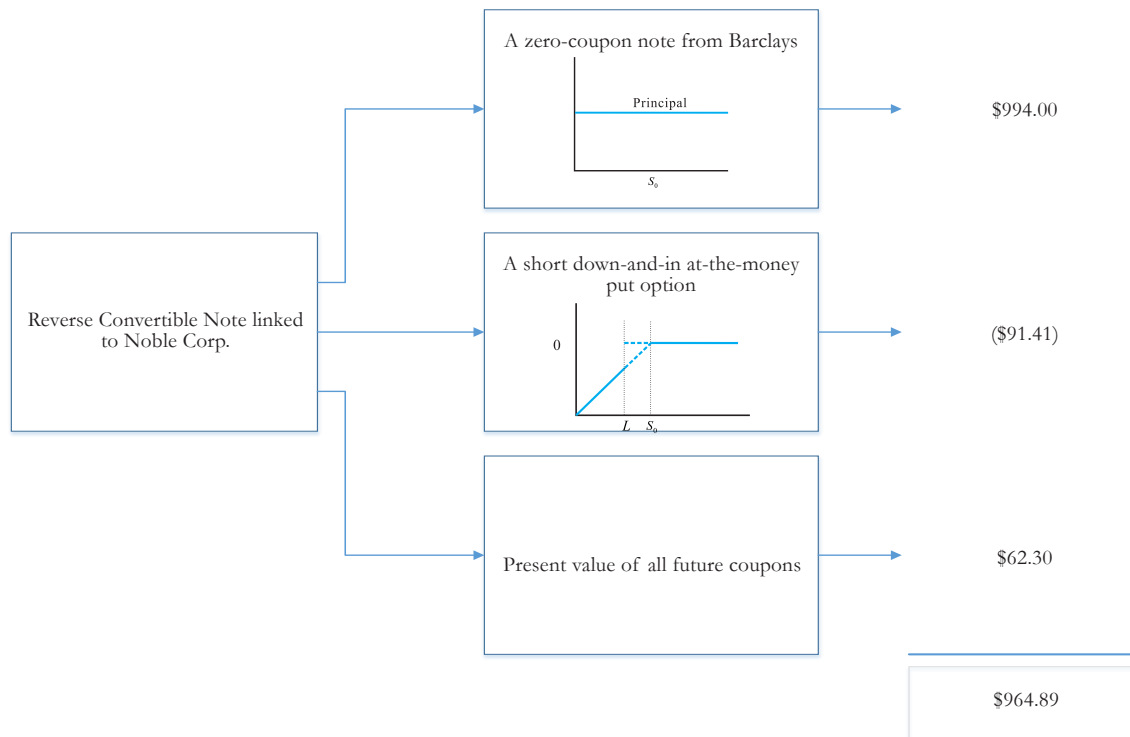 A zero-coupon note from Barclays
Principal
S₀
$994.00
Reverse Convertible Note linked
to Noble Corp.
A short down-and-in at-the-money
put option
0
L S₀
($91.41)
Present value of all future coupons
$62.30
$964.89